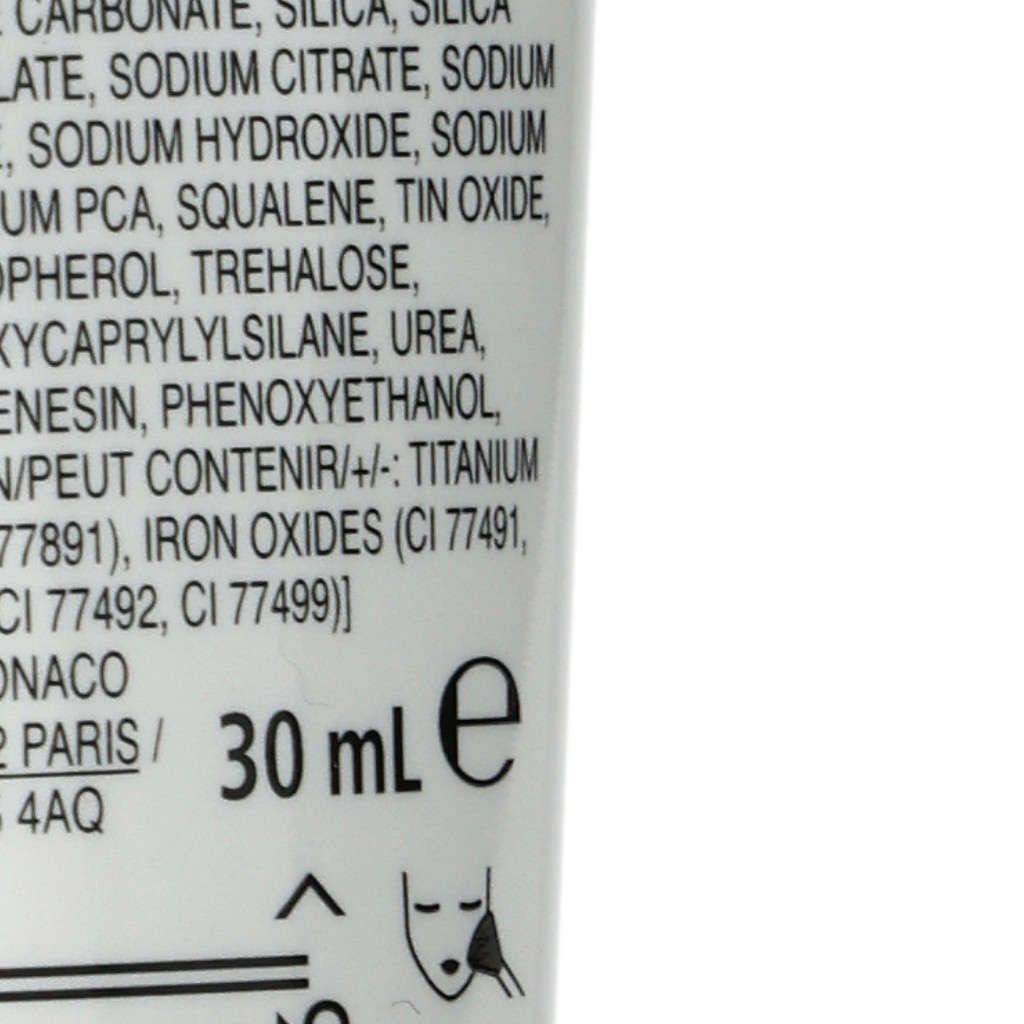 CARBONATE, SILICA, SILICA
LATE, SODIUM CITRATE, SODIUM
E, SODIUM HYDROXIDE, SODIUM
UM PCA, SQUALENE, TIN OXIDE,
OPHEROL, TREHALOSE,
XYCAPRYLYLSILANE, UREA,
ENESIN, PHENOXYETHANOL,
N/PEUT CONTENIR/+/-: TITANIUM
77891), IRON OXIDES (CI 77491,
CI 77492, CI 77499)]
ONACO
2 PARIS /
4AQ
30 mL e